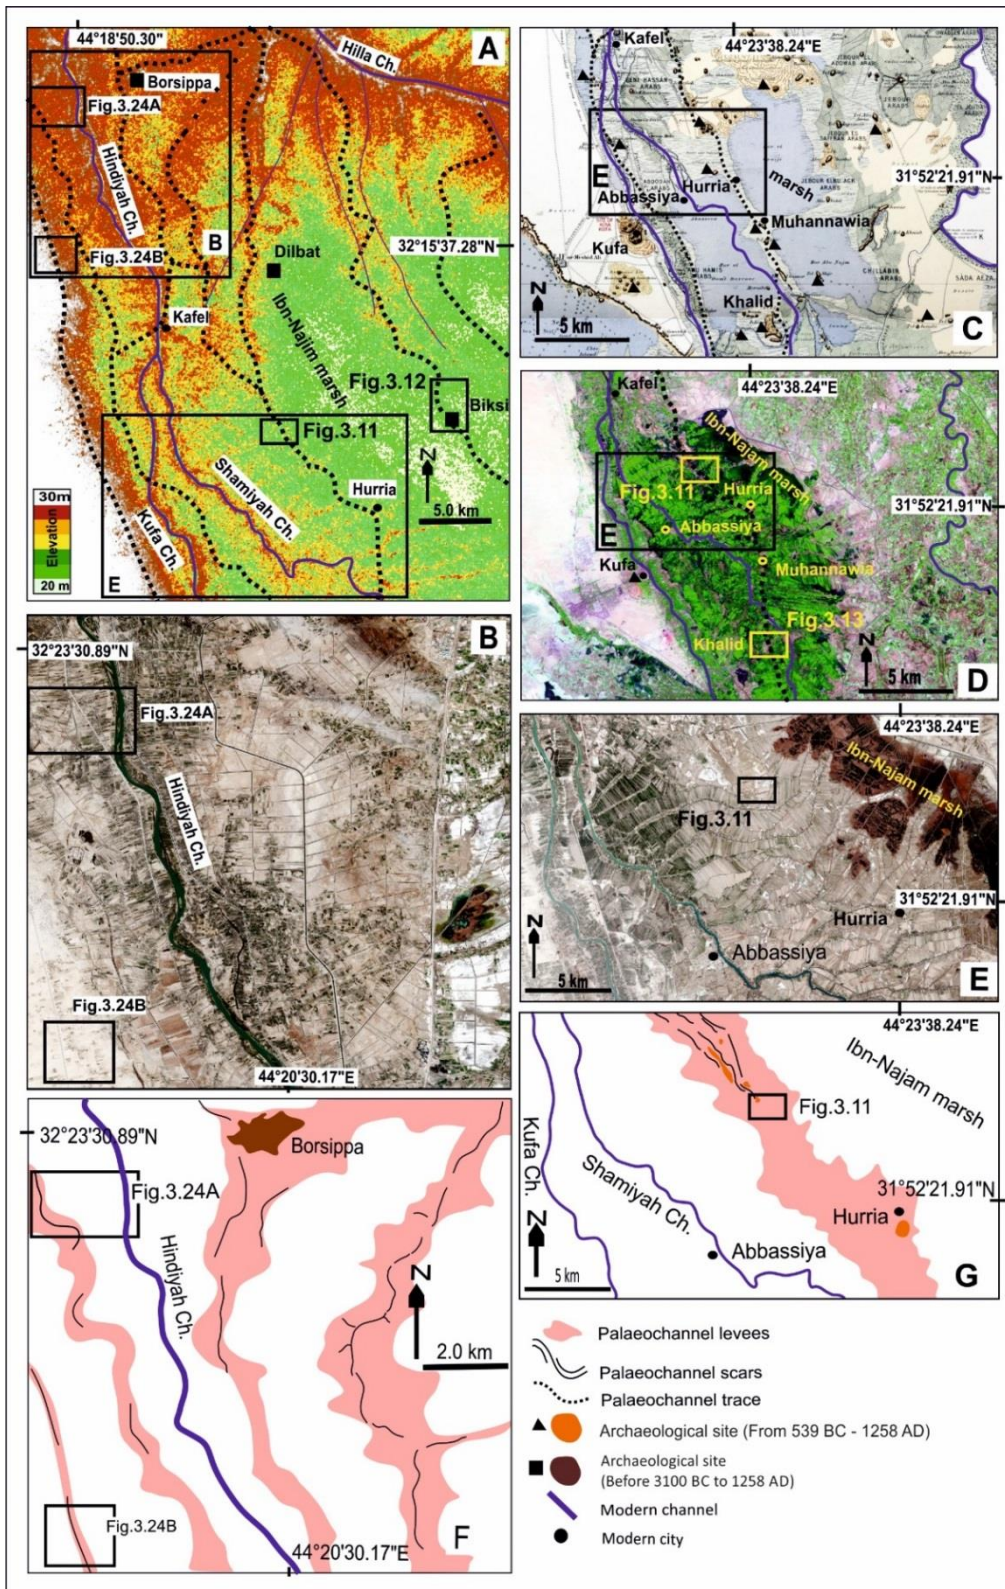 44°18'50.30"
A
Hilla Ch.
Borsippa
Fig.3.24A
Hindiyah Ch.
B
Fig.3.24B
32°15'37.28"N
Dilbat
Kafel
Ibn-Najim marsh
Fig.3.12
Biksi
Fig.3.11
N
5.0 km
Hurria
Shamiyah Ch.
Kufa Ch.
30m
Elevation
20 m
E
44°23'38.24"E
Kafel
31°52'21.91"N
E
Hurria
marsh
Abbassiya
Muhannawia
Kufa
Khalid
N
5 km
C
44°23'38.24"E
Kafel
Ibn-Najam marsh
Fig.3.11
Hurria
31°52'21.91"N
Abbassiya
E
Kufa
Muhannawia
Fig.3.13
Khalid
N
5 km
D
32°23'30.89"N
B
Fig.3.24A
Hindiyah Ch.
Fig.3.24B
44°20'30.17"E
44°23'38.24"E
Ibn-Najam marsh
Fig.3.11
31°52'21.91"N
Hurria
N
Abbassiya
5 km
E
32°23'30.89"N
Borsippa
Fig.3.24A
Hindiyah Ch.
N
2.0 km
Fig.3.24B
F
44°20'30.17"E
44°23'38.24"E
Ibn-Najam marsh
Fig.3.11
Kufa Ch.
Shamiyah Ch.
31°52'21.91"N
Hurria
N
Abbassiya
5 km
G
Palaeochannel levees
Palaeochannel scars
Palaeochannel trace
Archaeological site (From 539 BC - 1258 AD)
Archaeological site
(Before 3100 BC to 1258 AD)
Modern channel
Modern city